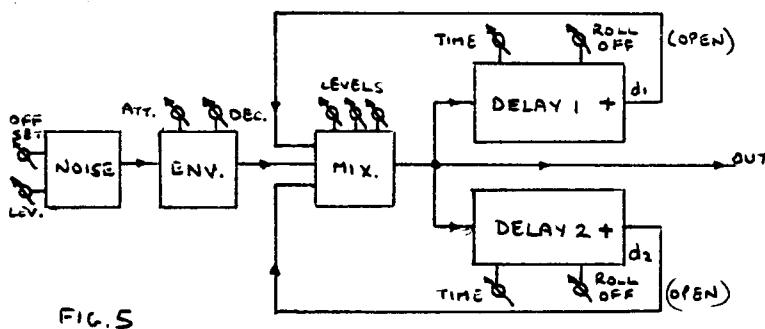 TIME
ROLL
OFF
(OPEN)
DELAY 1 +
d1
LEVELS
ATT.
DEC.
OFF
SET.
LEV.
NOISE
ENV.
MIX.
OUT
DELAY 2 +
d2
TIME
ROLL
OFF
(OPEN)
FIG.5